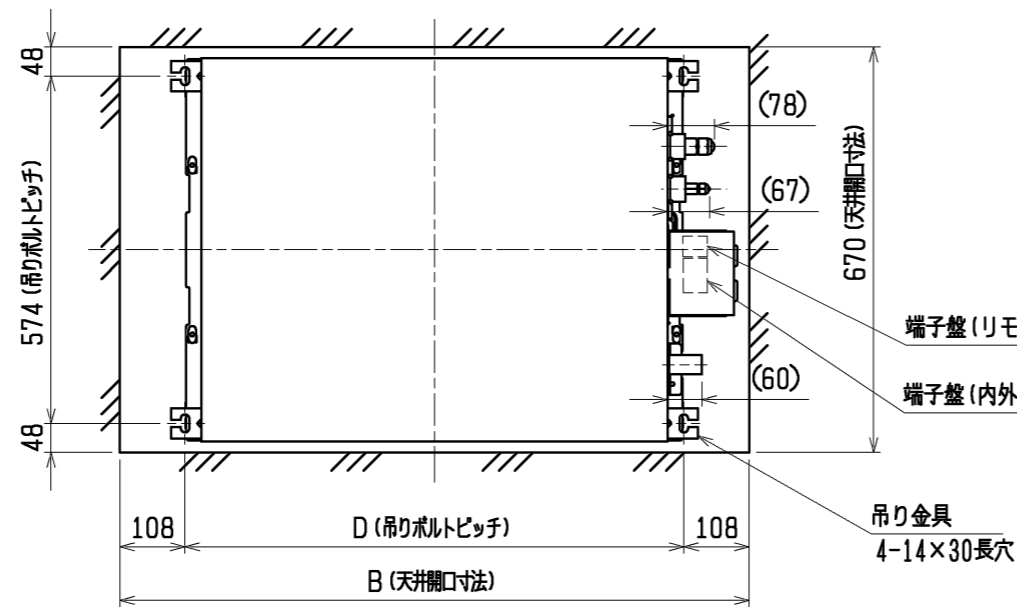 48
574 (吊りボルトピッチ)
48
(78)
(67)
670 (天井開口寸法)
端子盤(リモ
端子盤(内外
(60)
吊り金具
4-14×30長穴
108
D (吊りボルトピッチ)
108
B (天井開口寸法)